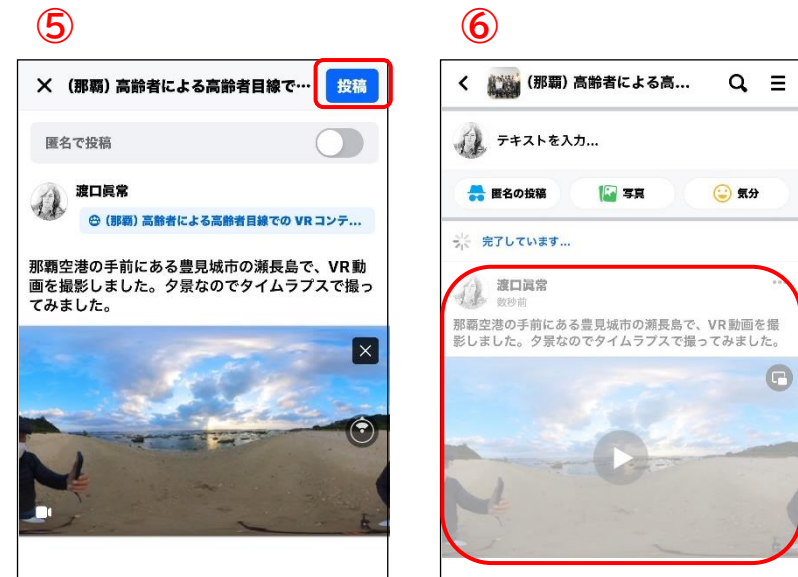 ⑤
(那覇) 高齢者による高齢者目線で…
投稿
匿名で投稿
渡口眞常
(那覇) 高齢者による高齢者目線での VR コンテ...
那覇空港の手前にある豊見城市の瀬長島で、VR動
画を撮影しました。夕景なのでタイムラプスで撮っ
てみました。
⑥
(那覇) 高齢者による高...
テキストを入力...
匿名の投稿
写真
気分
完了しています...
渡口眞常
数秒前
那覇空港の手前にある豊見城市の瀬長島で、VR動画を撮
影しました。夕景なのでタイムラプスで撮ってみました。